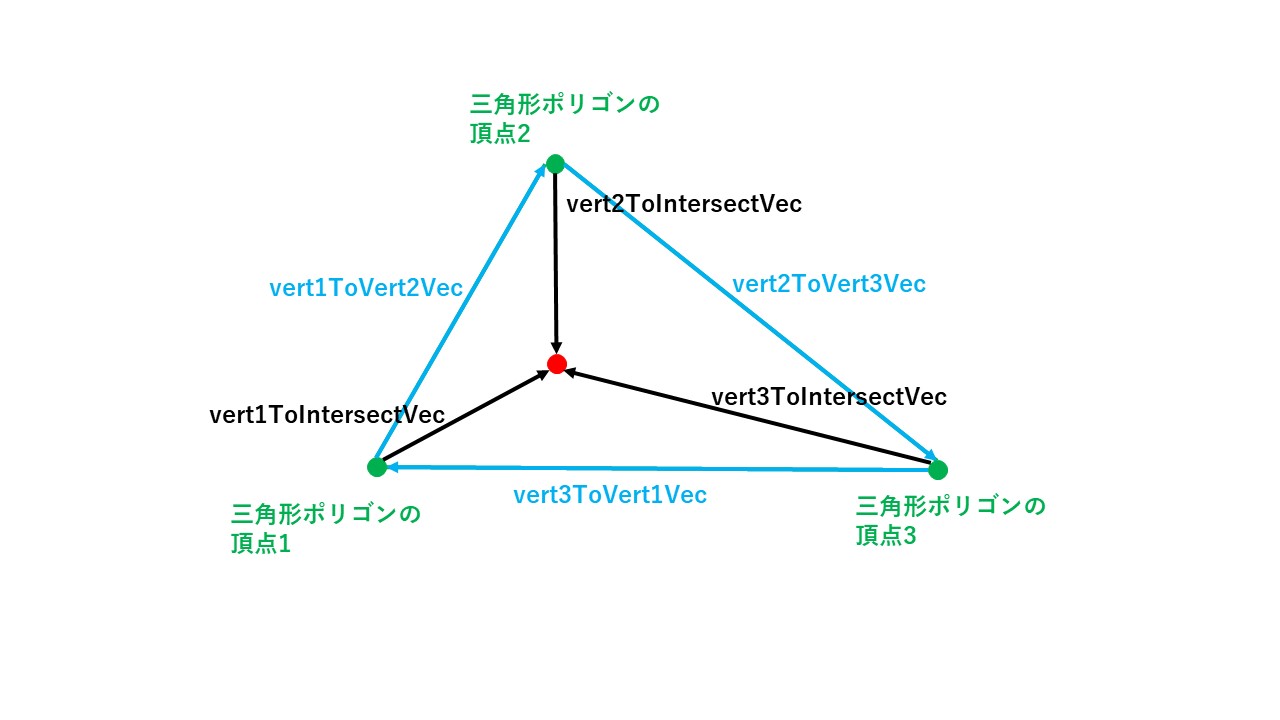 三角形ポリゴンの
頂点2
vert2ToIntersectVec
vert1ToVert2Vec
vert2ToVert3Vec
vert3ToIntersectVec
vert1ToIntersectVec
vert3ToVert1Vec
三角形ポリゴンの
頂点1
三角形ポリゴンの
頂点3